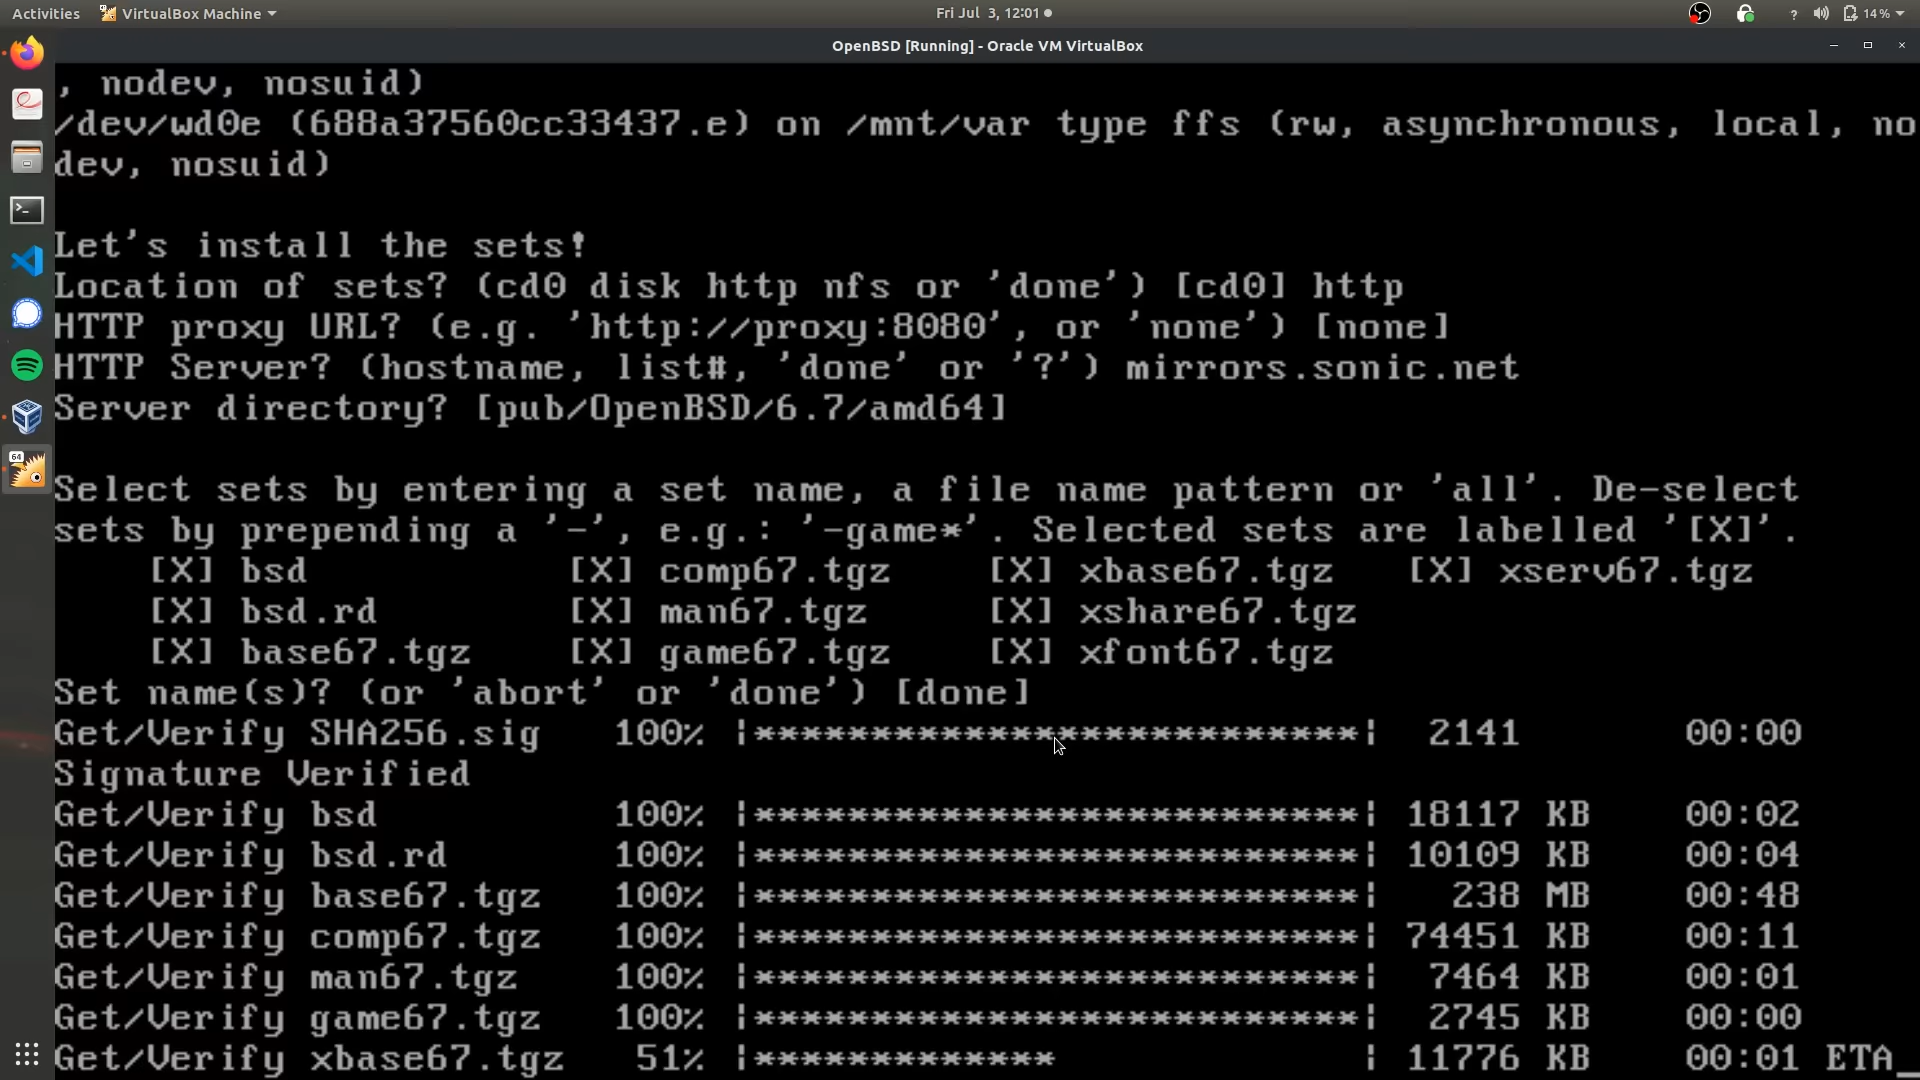 Activities VirtualBox Machine Fri Jul 3, 12:01 ? 14%
OpenBSD [Running] - Oracle VM VirtualBox
, nodev, nosuid)
/dev/wd0e (688a37560cc33437.e) on /mnt/var type ffs (rw, asynchronous, local, no
dev, nosuid)
Let's install the sets!
Location of sets? (cd0 disk http nfs or 'done') [cd0] http
HTTP proxy URL? (e.g. 'http://proxy:8080', or 'none') [none]
HTTP Server? (hostname, list#, 'done' or '?') mirrors.sonic.net
Server directory? [pub/OpenBSD/6.7/amd64]
Select sets by entering a set name, a file name pattern or 'all'. De-select
sets by prepending a '-', e.g.: '-game*'. Selected sets are labelled '[X]'.
[X] bsd [X] comp67.tgz [X] xbase67.tgz [X] xserv67.tgz
[X] bsd.rd [X] man67.tgz [X] xshare67.tgz
[X] base67.tgz [X] game67.tgz [X] xfont67.tgz
Set name(s)? (or 'abort' or 'done') [done]
Get/Verify SHA256.sig 100% |**************************| 2141 00:00
Signature Verified
Get/Verify bsd 100% |**************************| 18117 KB 00:02
Get/Verify bsd.rd 100% |**************************| 10109 KB 00:04
Get/Verify base67.tgz 100% |**************************| 238 MB 00:48
Get/Verify comp67.tgz 100% |**************************| 74451 KB 00:11
Get/Verify man67.tgz 100% |**************************| 7464 KB 00:01
Get/Verify game67.tgz 100% |**************************| 2745 KB 00:00
Get/Verify xbase67.tgz 51% |************* | 11776 KB 00:01 ETA_
64